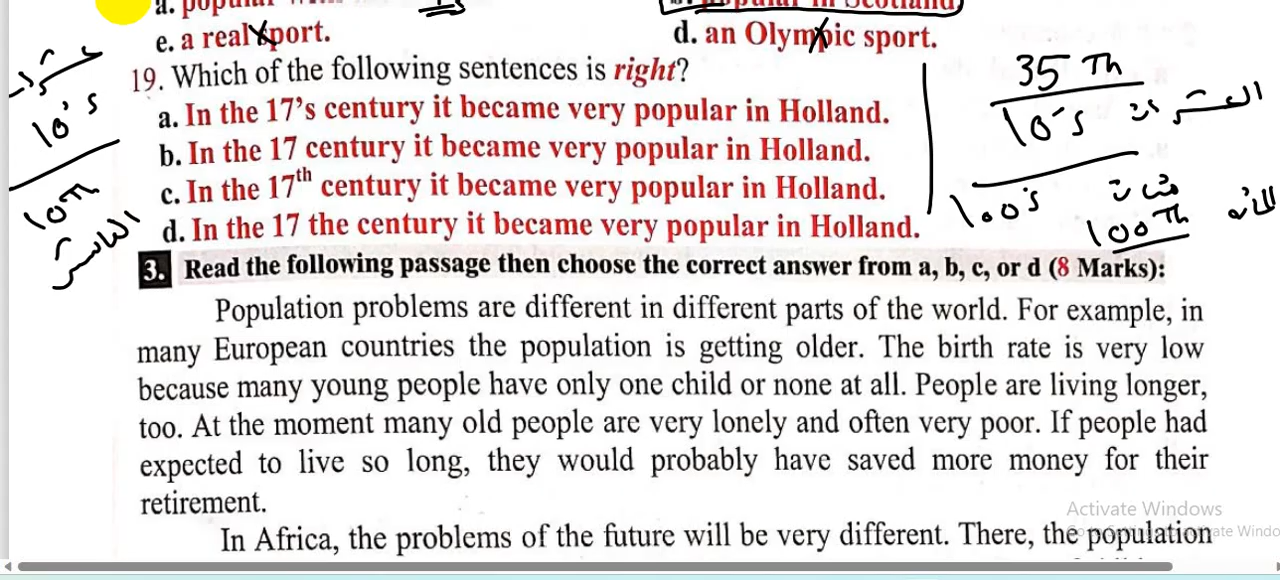 e. a real sport.
d. an Olympic sport.
19. Which of the following sentences is right?
a. In the 17's century it became very popular in Holland.
b. In the 17 century it became very popular in Holland.
c. In the 17th century it became very popular in Holland.
d. In the 17 the century it became very popular in Holland.
35 Th
10's
100's
100 Th
10's
10Th
3. Read the following passage then choose the correct answer from a, b, c, or d (8 Marks):
Population problems are different in different parts of the world. For example, in
many European countries the population is getting older. The birth rate is very low
because many young people have only one child or none at all. People are living longer,
too. At the moment many old people are very lonely and often very poor. If people had
expected to live so long, they would probably have saved more money for their
retirement.
In Africa, the problems of the future will be very different. There, the population
Activate Windows